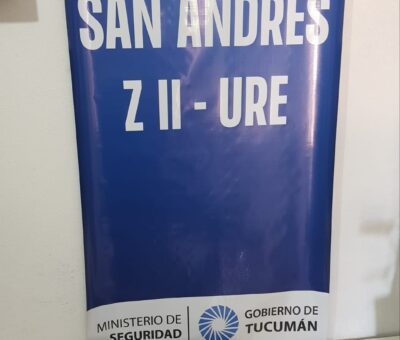 SAN ANDRES
Z II - URE
MINISTERIO DE
SEGURIDAD
GOBIERNO DE
TUCUMÁN